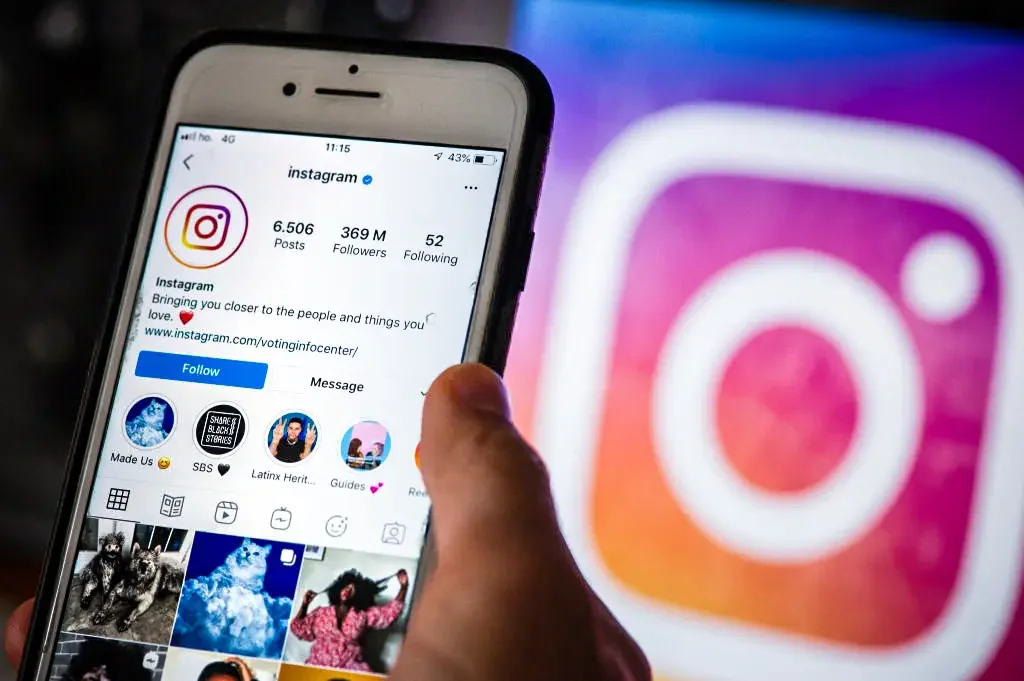 ho. 4G 11:15 43%
instagram
6.506 369 M 52
Posts Followers Following
Instagram
Bringing you closer to the people and things you
love. ❤️
www.instagram.com/votinginfocenter/
Follow Message
SHARE BLACK STORIES
Made Us 😄 SBS 🖤 Latinx Herit... Guides 💕 Ree